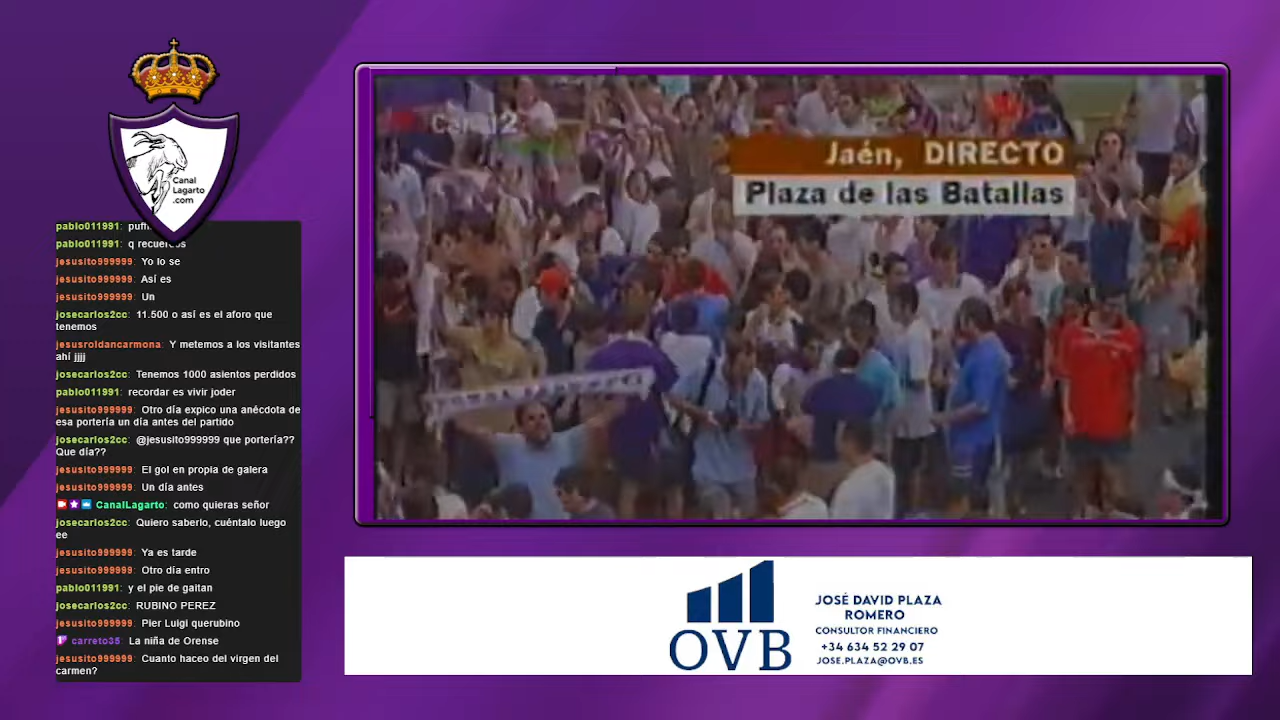 Canal
Lagarto
.com
pablo011991: puffi
pablo011991: q recuerdos
jesusito999999: Yo lo se
jesusito999999: Así es
jesusito999999: Un
josecarlos2cc: 11.500 o así es el aforo que
tenemos
jesusroldancarmona: Y metemos a los visitantes
ahí jjjj
josecarlos2cc: Tenemos 1000 asientos perdidos
pablo011991: recordar es vivir joder
jesusito999999: Otro día expico una anécdota de
esa portería un día antes del partido
josecarlos2cc: @jesusito999999 que portería??
Que día??
jesusito999999: El gol en propia de galera
jesusito999999: Un día antes
CanalLagarto: como quieras señor
josecarlos2cc: Quiero saberlo, cuéntalo luego
ee
jesusito999999: Ya es tarde
jesusito999999: Otro día entro
pablo011991: y el pie de gaitan
josecarlos2cc: RUBINO PEREZ
jesusito999999: Pier Luigi querubino
carreto35: La niña de Orense
jesusito999999: Cuanto haceo del virgen del
carmen?
Canal 2
Jaén, DIRECTO
Plaza de las Batallas
OVB
JOSÉ DAVID PLAZA
ROMERO
CONSULTOR FINANCIERO
+34 634 52 29 07
JOSE.PLAZA@OVB.ES